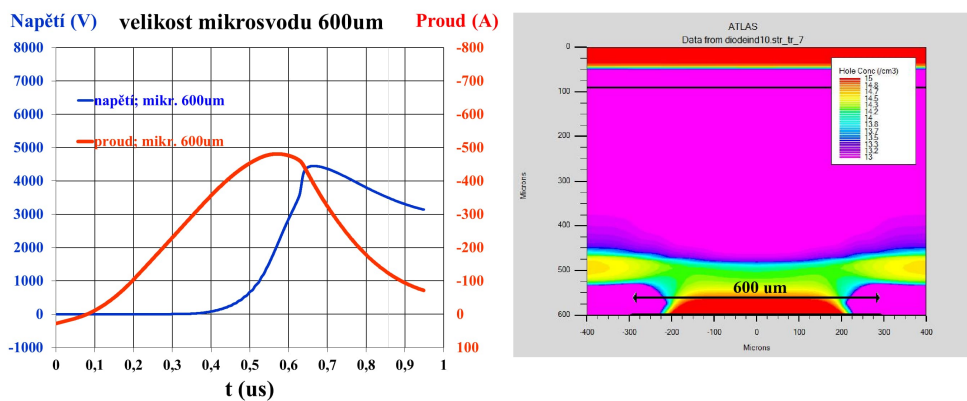 Napětí (V)
velikost mikrosvodu 600um
Proud (A)
8000
7000
6000
5000
4000
3000
2000
1000
0
-1000
-800
-700
-600
-500
-400
-300
-200
-100
0
100
napětí; mikr. 600um
proud; mikr. 600um
0 0,1 0,2 0,3 0,4 0,5 0,6 0,7 0,8 0,9 1
t (us)
ATLAS
Data from diodeind10.str_tr_7
Hole Conc (/cm3)
15
14.8
14.7
14.5
14.3
14.2
14
13.8
13.7
13.5
13.3
13.2
13
0
100
200
300
400
500
600
Microns
600 um
-400 -300 -200 -100 0 100 200 300 400
Microns